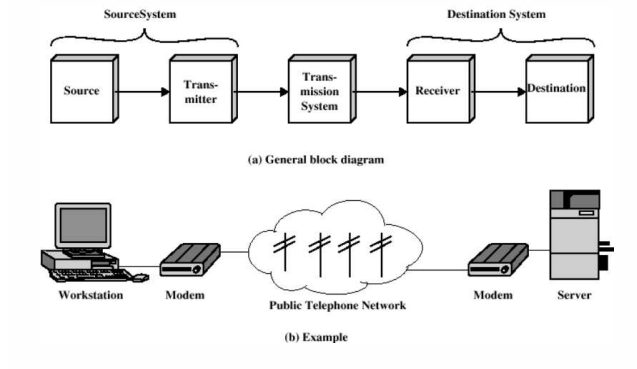 SourceSystem
Destination System
Source
Trans-
mitter
Trans-
mission
System
Receiver
Destination
(a) General block diagram
Workstation
Modem
Public Telephone Network
Modem
Server
(b) Example